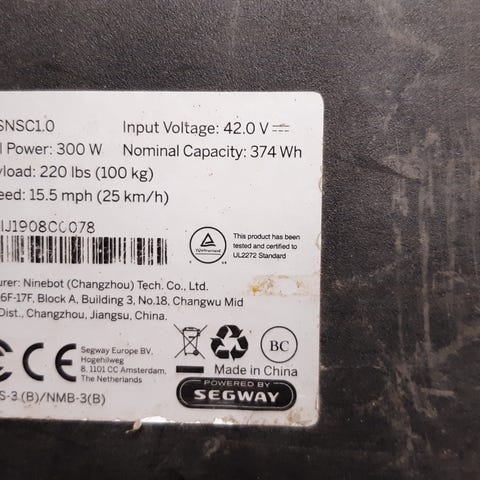 SNSC1.0
Input Voltage: 42.0 V
l Power: 300 W
Nominal Capacity: 374 Wh
yload: 220 lbs (100 kg)
eed: 15.5 mph (25 km/h)
IJ1908C0078
TÜVRheinland
This product has been
tested and certified to
UL2272 Standard
urer: Ninebot (Changzhou) Tech. Co., Ltd.
6F-17F, Block A, Building 3, No.18, Changwu Mid
Dist., Changzhou, Jiangsu, China.
CE
Segway Europe BV,
Hogehilweg
8, 1101 CC Amsterdam,
The Netherlands
BC
Made in China
POWERED BY
SEGWAY
S-3 (B)/NMB-3(B)